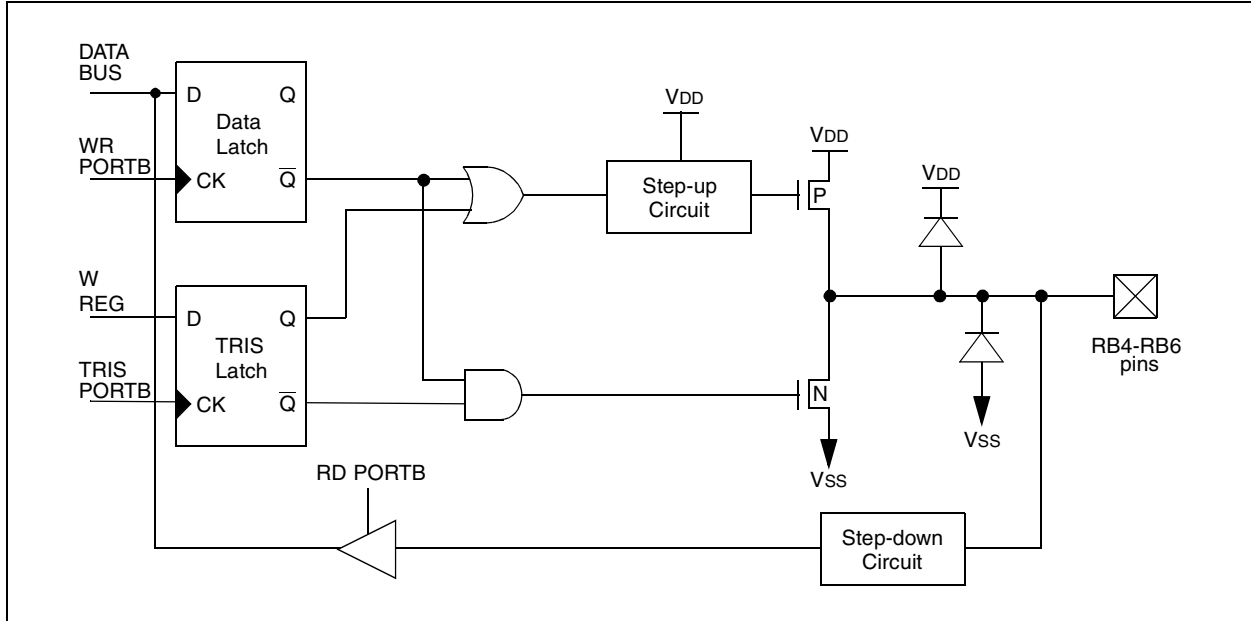 DATA
BUS
D
Q
Data
Latch
WR
PORTB
CK
Q̅
W
REG
D
Q
TRIS
Latch
TRIS
PORTB
CK
Q̅
VDD
Step-up
Circuit
VDD
P
VDD
N
VSS
VSS
RB4-RB6
pins
RD PORTB
Step-down
Circuit